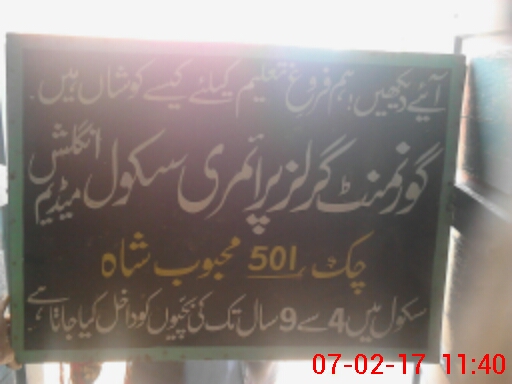 آئیے دیکھیں، ہم فروغِ تعلیم کیلئے کیسے کوشاں ہیں۔
گورنمنٹ گرلز پرائمری سکول انگلش میڈیم
چک 501 محبوب شاہ
سکول میں 4 سے 9 سال تک کی بچیوں کو داخل کیا جاتا ہے۔
07-02-17 11:40